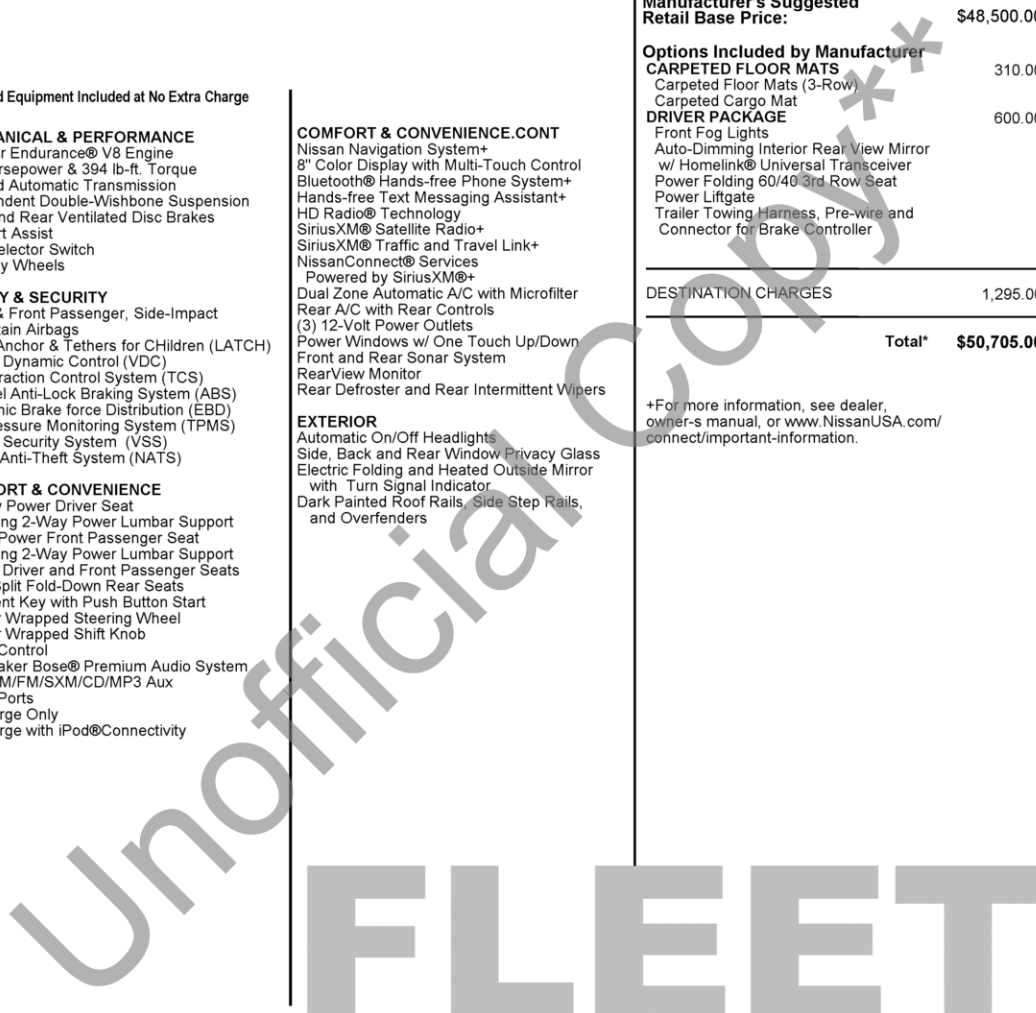 d Equipment Included at No Extra Charge
ANICAL & PERFORMANCE
r Endurance® V8 Engine
rsepower & 394 lb-ft. Torque
d Automatic Transmission
ndent Double-Wishbone Suspension
nd Rear Ventilated Disc Brakes
rt Assist
elector Switch
y Wheels
Y & SECURITY
& Front Passenger, Side-Impact
ain Airbags
Anchor & Tethers for CHildren (LATCH)
Dynamic Control (VDC)
raction Control System (TCS)
el Anti-Lock Braking System (ABS)
nic Brake force Distribution (EBD)
essure Monitoring System (TPMS)
Security System (VSS)
Anti-Theft System (NATS)
ORT & CONVENIENCE
y Power Driver Seat
ng 2-Way Power Lumbar Support
Power Front Passenger Seat
ng 2-Way Power Lumbar Support
Driver and Front Passenger Seats
Split Fold-Down Rear Seats
ent Key with Push Button Start
r Wrapped Steering Wheel
r Wrapped Shift Knob
Control
aker Bose® Premium Audio System
M/FM/SXM/CD/MP3 Aux
Ports
rge Only
rge with iPod®Connectivity
COMFORT & CONVENIENCE.CONT
Nissan Navigation System+
8" Color Display with Multi-Touch Control
Bluetooth® Hands-free Phone System+
Hands-free Text Messaging Assistant+
HD Radio® Technology
SiriusXM® Satellite Radio+
SiriusXM® Traffic and Travel Link+
NissanConnect® Services
Powered by SiriusXM®+
Dual Zone Automatic A/C with Microfilter
Rear A/C with Rear Controls
(3) 12-Volt Power Outlets
Power Windows w/ One Touch Up/Down
Front and Rear Sonar System
RearView Monitor
Rear Defroster and Rear Intermittent Wipers
EXTERIOR
Automatic On/Off Headlights
Side, Back and Rear Window Privacy Glass
Electric Folding and Heated Outside Mirror
with Turn Signal Indicator
Dark Painted Roof Rails, Side Step Rails,
and Overfenders
Manufacturer's Suggested
Retail Base Price: $48,500.00
Options Included by Manufacturer
CARPETED FLOOR MATS 310.00
Carpeted Floor Mats (3-Row)
Carpeted Cargo Mat
DRIVER PACKAGE 600.00
Front Fog Lights
Auto-Dimming Interior Rear View Mirror
w/ Homelink® Universal Transceiver
Power Folding 60/40 3rd Row Seat
Power Liftgate
Trailer Towing Harness, Pre-wire and
Connector for Brake Controller
DESTINATION CHARGES 1,295.00
Total* $50,705.00
+For more information, see dealer,
owner-s manual, or www.NissanUSA.com/
connect/important-information.
Unofficial Copy**
FLEET